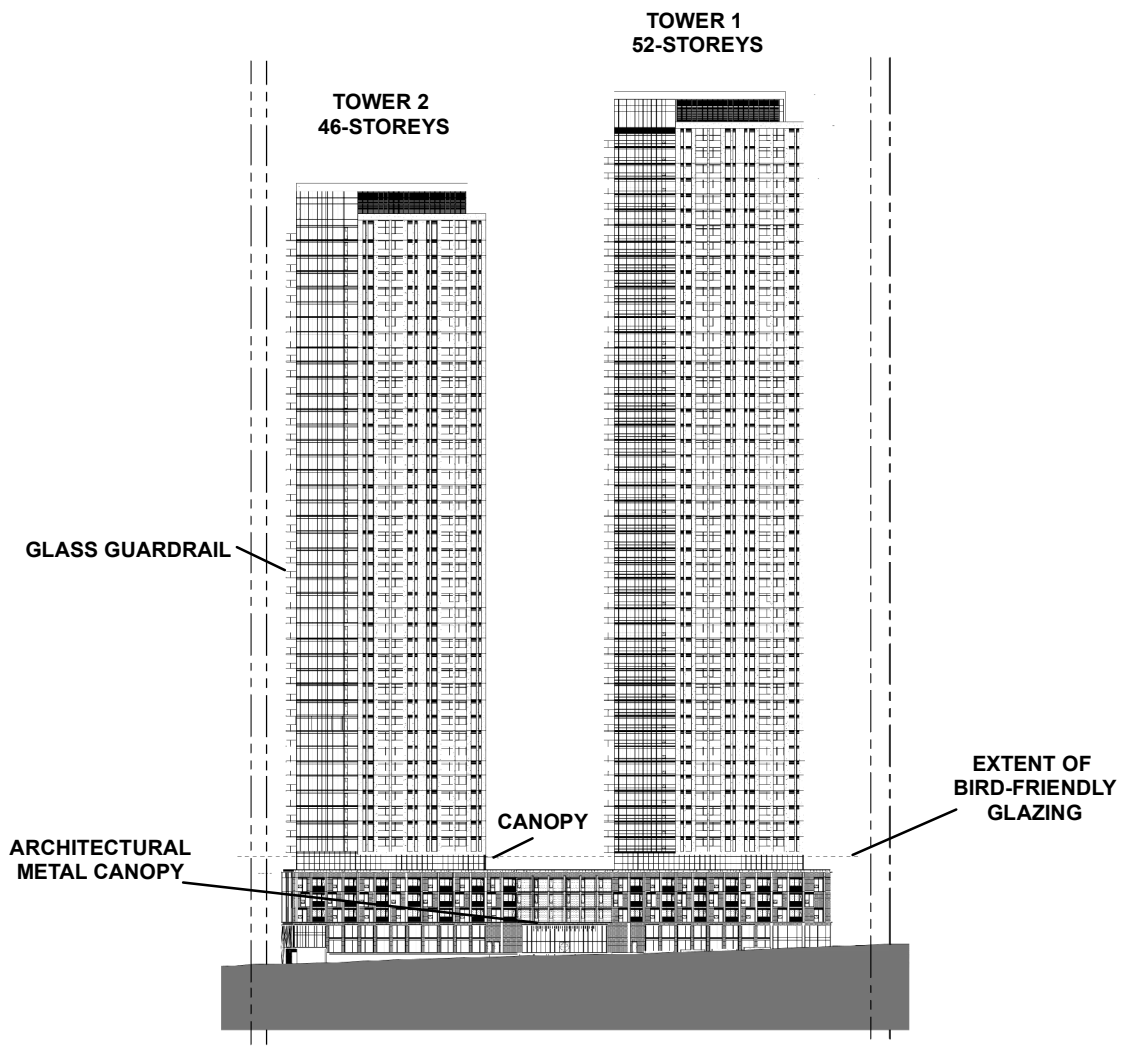 TOWER 1
52-STOREYS
TOWER 2
46-STOREYS
GLASS GUARDRAIL
EXTENT OF
BIRD-FRIENDLY
GLAZING
CANOPY
ARCHITECTURAL
METAL CANOPY